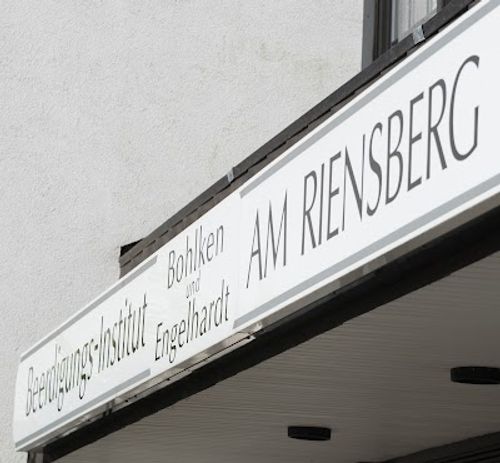 Beerdigungs-Institut
Bohlken
und
Engelhardt
AM RIENSBERG